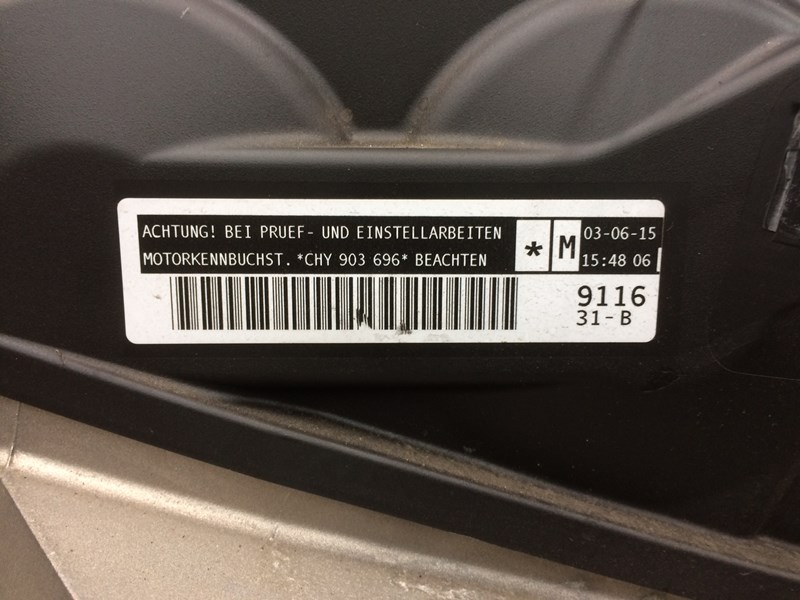 ACHTUNG! BEI PRUEF- UND EINSTELLARBEITEN
MOTORKENNBUCHST. *CHY 903 696* BEACHTEN
* M
03-06-15
15:48 06
9116
31-B